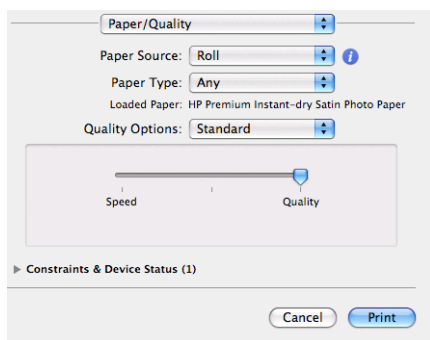 Paper/Quality
Paper Source: Roll
Paper Type: Any
Loaded Paper: HP Premium Instant-dry Satin Photo Paper
Quality Options: Standard
Speed Quality
Constraints & Device Status (1)
Cancel Print